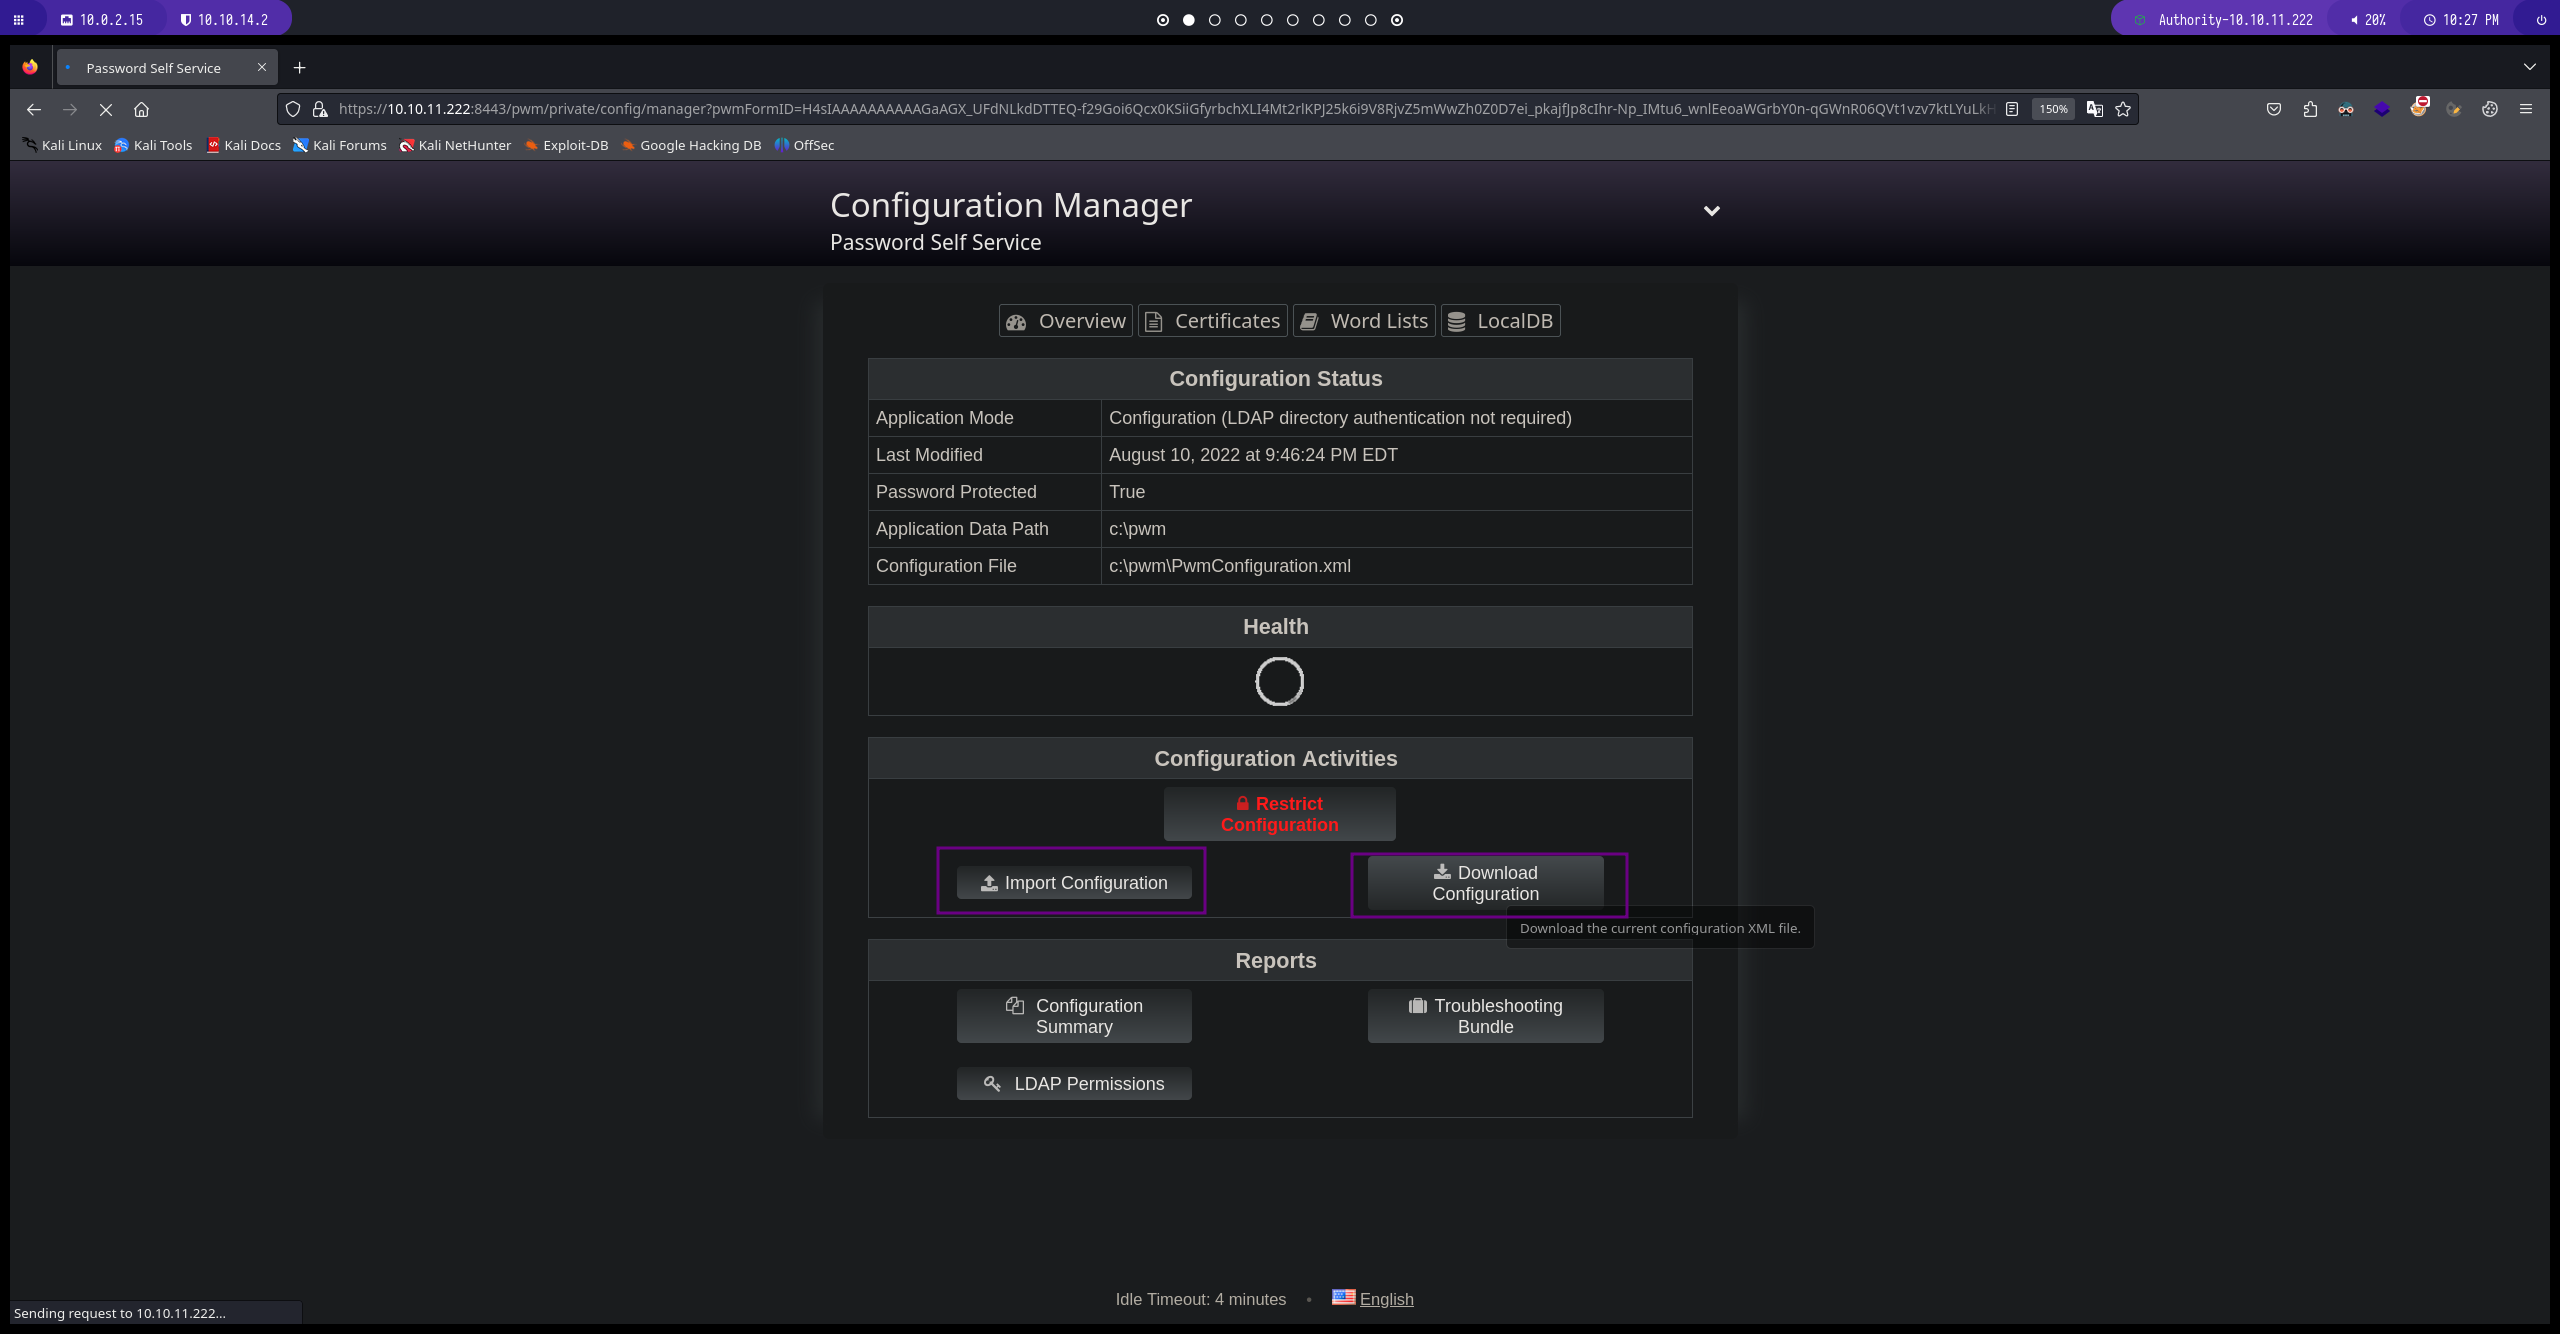 10.0.2.15
10.10.14.2
Authority-10.10.11.222
20%
10:27 PM
Password Self Service
https://10.10.11.222:8443/pwm/private/config/manager?pwmFormID=
150%
Kali Linux
Kali Tools
Kali Docs
Kali Forums
Kali NetHunter
Exploit-DB
Google Hacking DB
OffSec
Configuration Manager
Password Self Service
Overview
Certificates
Word Lists
LocalDB
Configuration Status
Application Mode
Configuration (LDAP directory authentication not required)
Last Modified
August 10, 2022 at 9:46:24 PM EDT
Password Protected
True
Application Data Path
c:\pwm
Configuration File
c:\pwm\PwmConfiguration.xml
Health
Configuration Activities
Restrict
Configuration
Import Configuration
Download
Configuration
Download the current configuration XML file.
Reports
Configuration
Summary
Troubleshooting
Bundle
LDAP Permissions
Idle Timeout: 4 minutes
•
English
Sending request to 10.10.11.222...